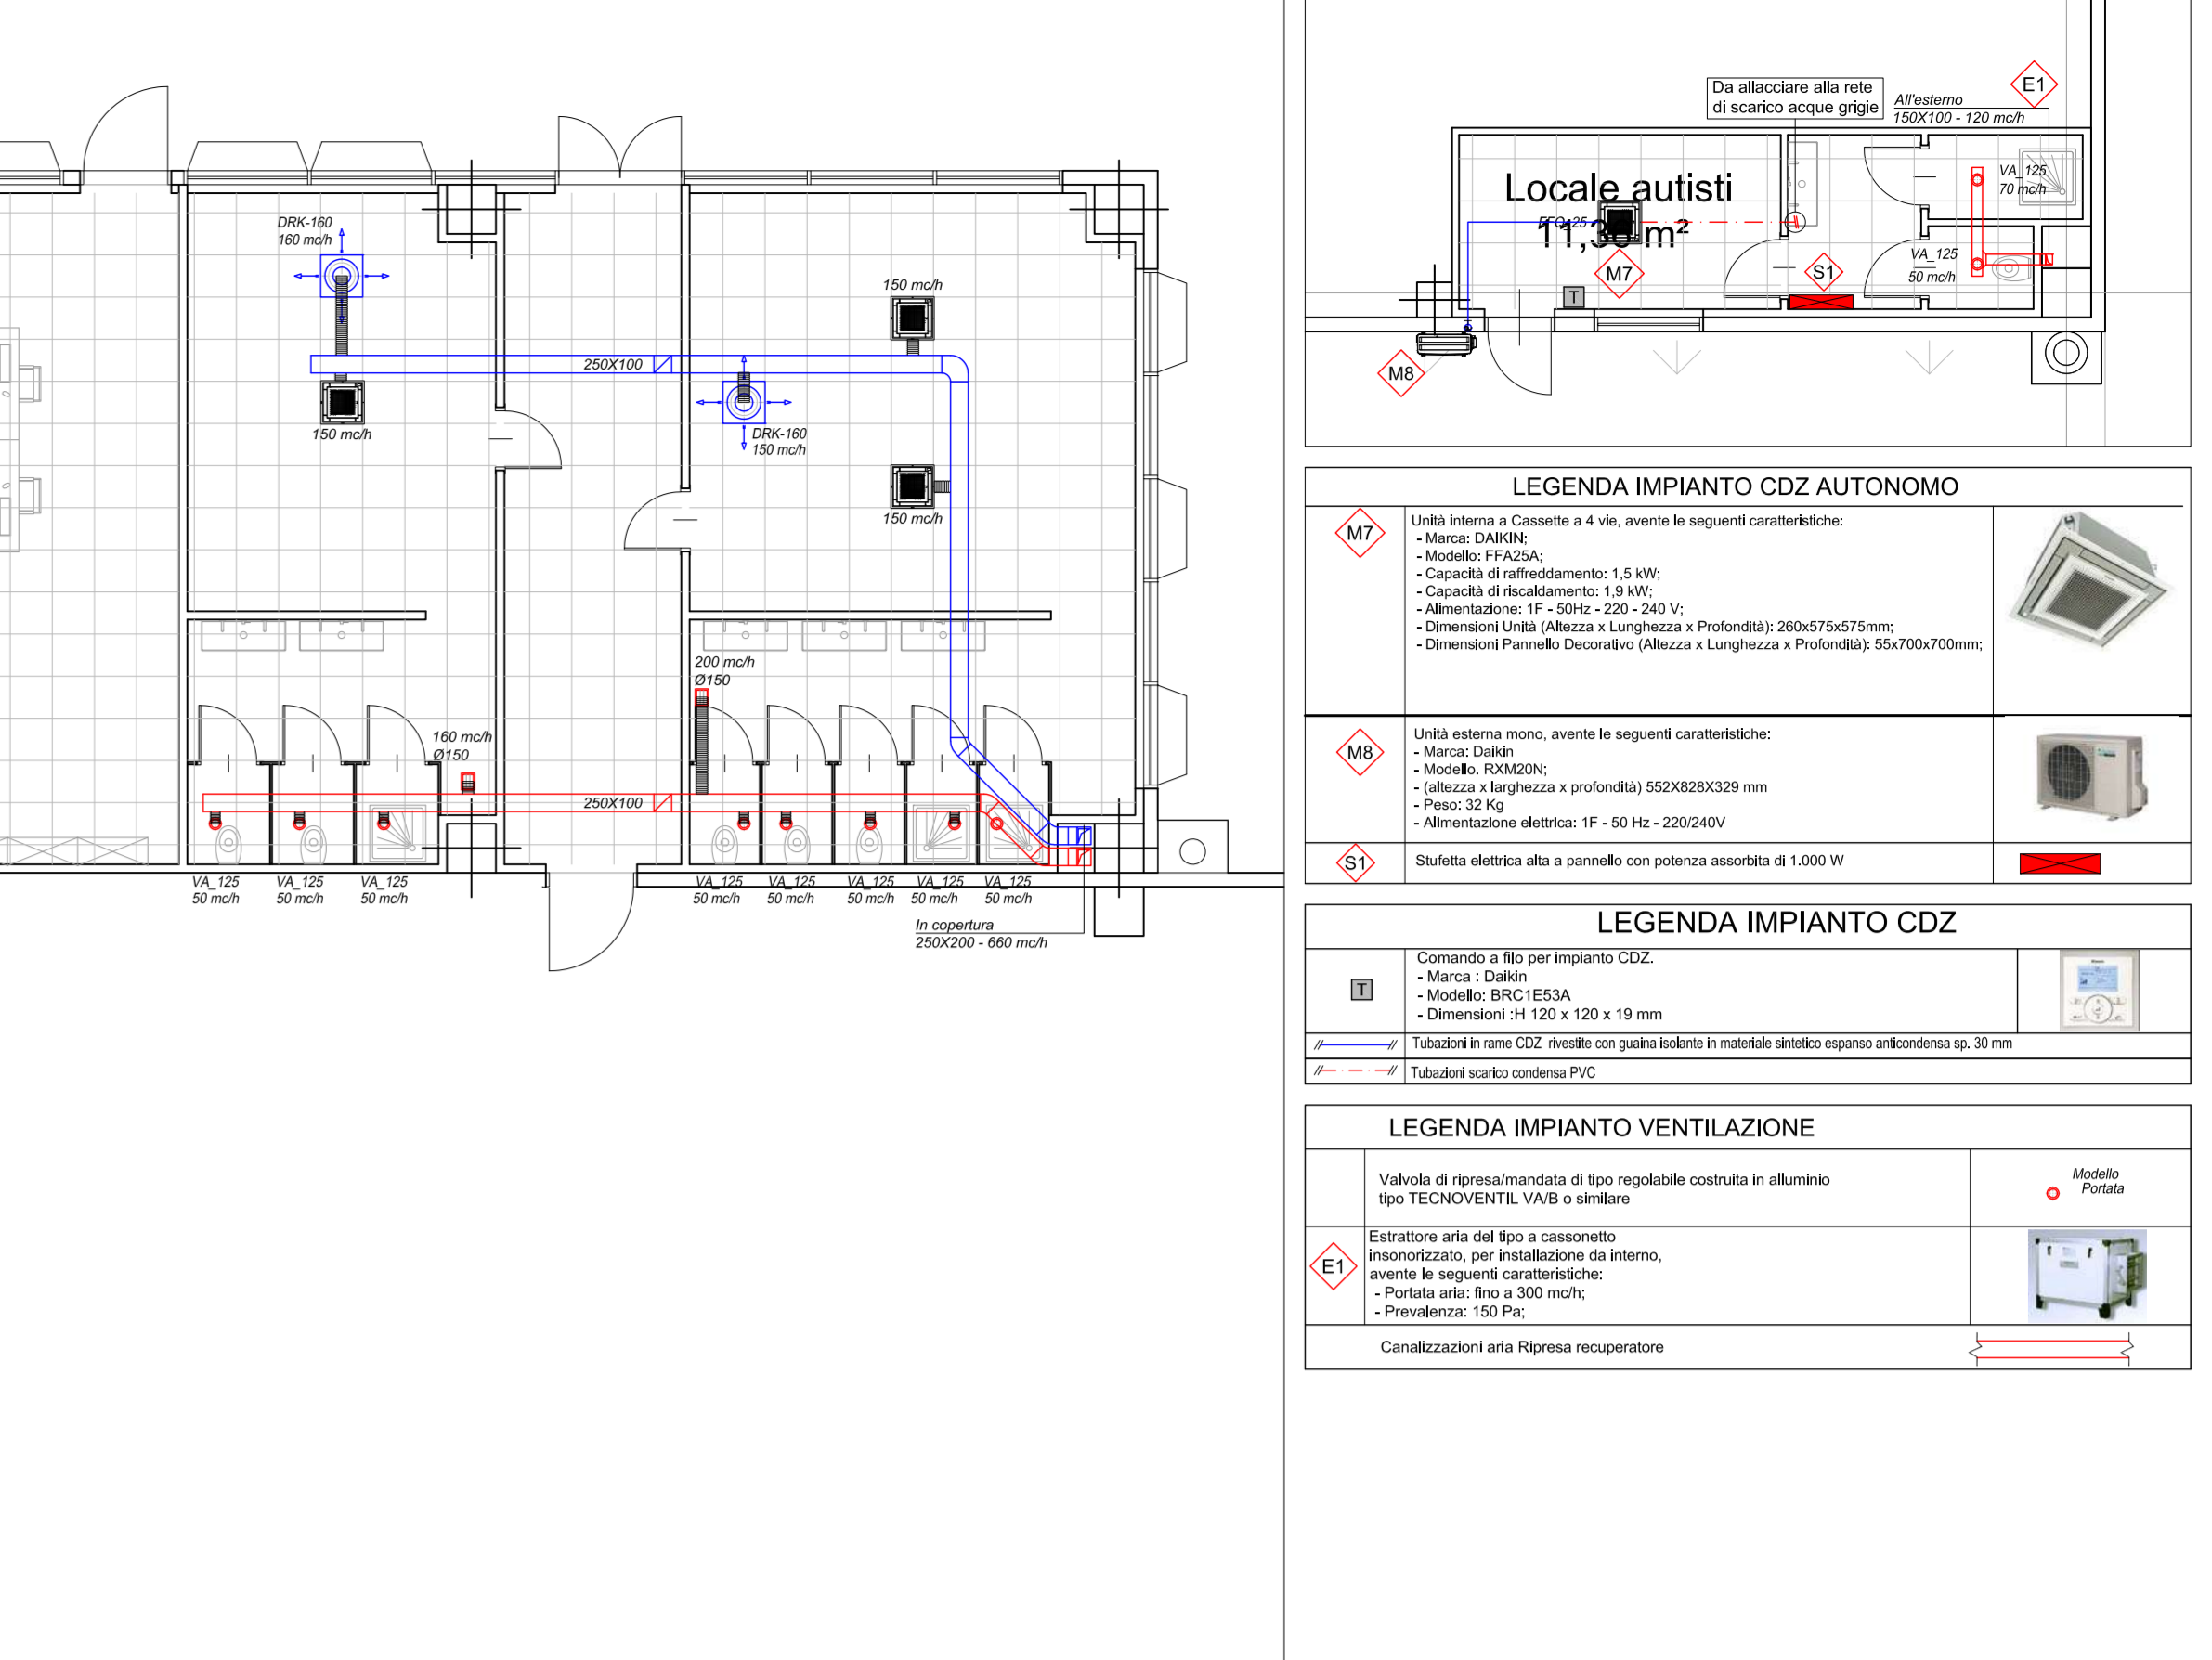 DRK-160
160 mc/h
150 mc/h
250X100
150 mc/h
DRK-160
150 mc/h
150 mc/h
200 mc/h
Ø150
160 mc/h
Ø150
250X100
VA_125
50 mc/h
VA_125
50 mc/h
VA_125
50 mc/h
VA_125
50 mc/h
VA_125
50 mc/h
VA_125
50 mc/h
VA_125
50 mc/h
VA_125
50 mc/h
In copertura
250X200 - 660 mc/h
Da allacciare alla rete
di scarico acque grigie
All'esterno
150X100 - 120 mc/h
E1
Locale autisti
m²
M7
T
S1
VA_125
70 mc/h
VA_125
50 mc/h
M8
LEGENDA IMPIANTO CDZ AUTONOMO
M7
Unità interna a Cassette a 4 vie, avente le seguenti caratteristiche:
- Marca: DAIKIN;
- Modello: FFA25A;
- Capacità di raffreddamento: 1,5 kW;
- Capacità di riscaldamento: 1,9 kW;
- Alimentazione: 1F - 50Hz - 220 - 240 V;
- Dimensioni Unità (Altezza x Lunghezza x Profondità): 260x575x575mm;
- Dimensioni Pannello Decorativo (Altezza x Lunghezza x Profondità): 55x700x700mm;
M8
Unità esterna mono, avente le seguenti caratteristiche:
- Marca: Daikin
- Modello. RXM20N;
- (altezza x larghezza x profondità) 552X828X329 mm
- Peso: 32 Kg
- Alimentazione elettrica: 1F - 50 Hz - 220/240V
S1
Stufetta elettrica alta a pannello con potenza assorbita di 1.000 W
LEGENDA IMPIANTO CDZ
T
Comando a filo per impianto CDZ.
- Marca : Daikin
- Modello: BRC1E53A
- Dimensioni :H 120 x 120 x 19 mm
Tubazioni in rame CDZ rivestite con guaina isolante in materiale sintetico espanso anticondensa sp. 30 mm
Tubazioni scarico condensa PVC
LEGENDA IMPIANTO VENTILAZIONE
Valvola di ripresa/mandata di tipo regolabile costruita in alluminio
tipo TECNOVENTIL VA/B o similare
Modello
Portata
E1
Estrattore aria del tipo a cassonetto
insonorizzato, per installazione da interno,
avente le seguenti caratteristiche:
- Portata aria: fino a 300 mc/h;
- Prevalenza: 150 Pa;
Canalizzazioni aria Ripresa recuperatore